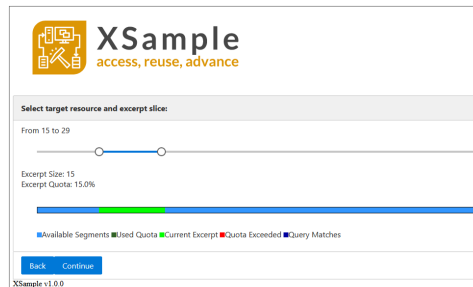 XSample
access, reuse, advance
Select target resource and excerpt slice:
From 15 to 29
Excerpt Size: 15
Excerpt Quota: 15.0%
Available Segments Used Quota Current Excerpt Quota Exceeded Query Matches
Back Continue
XSample v1.0.0